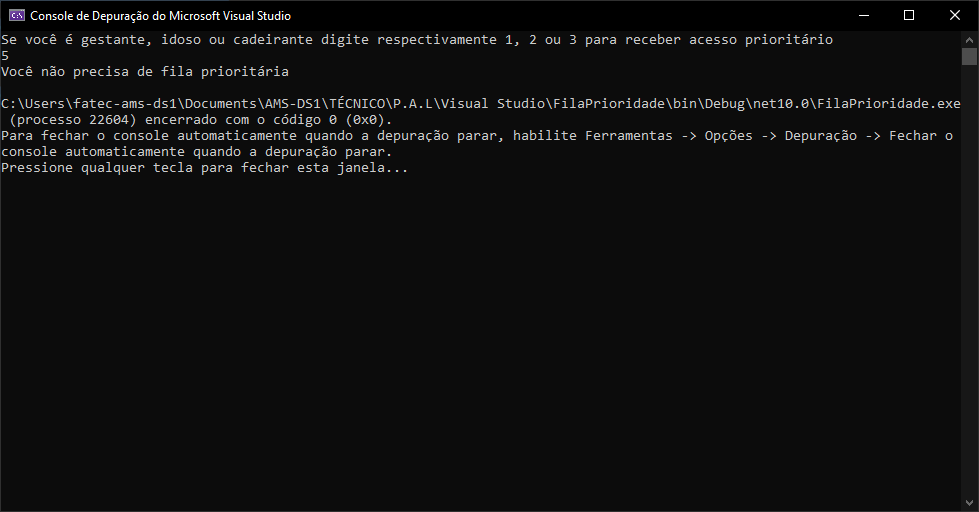 Console de Depuração do Microsoft Visual Studio
Se você é gestante, idoso ou cadeirante digite respectivamente 1, 2 ou 3 para receber acesso prioritário
5
Você não precisa de fila prioritária
C:\Users\fatec-ams-ds1\Documents\AMS-DS1\TÉCNICO\P.A.L\Visual Studio\FilaPrioridade\bin\Debug\net10.0\FilaPrioridade.exe
(processo 22604) encerrado com o código 0 (0x0).
Para fechar o console automaticamente quando a depuração parar, habilite Ferramentas -> Opções -> Depuração -> Fechar o
console automaticamente quando a depuração parar.
Pressione qualquer tecla para fechar esta janela...